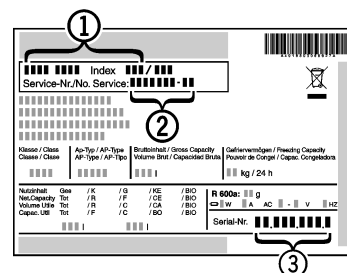 1
Index /
Service-Nr./No. Service: -
2
Klasse / Class Ap-Typ / AP-Type Bruttoinhalt / Gross Capacity Gefriervermögen / Freezing Capacity
Classe / Clase AP-Type / AP-Tipo Volume Brut / Capacidad Bruta Pouvoir de Congel / Capac. Congeladora
l kg / 24 h
Nutzinhalt Ges / K / G / KE / BIO
Net.Capacity Tot / R / F / CE / BIO
Volume Utile Tot / R / C / CA / BIO
Capac. Util Tot / F / C / BO / BIO
l l
R 600a: g
W A AC - V HZ
Serial-Nr.
3